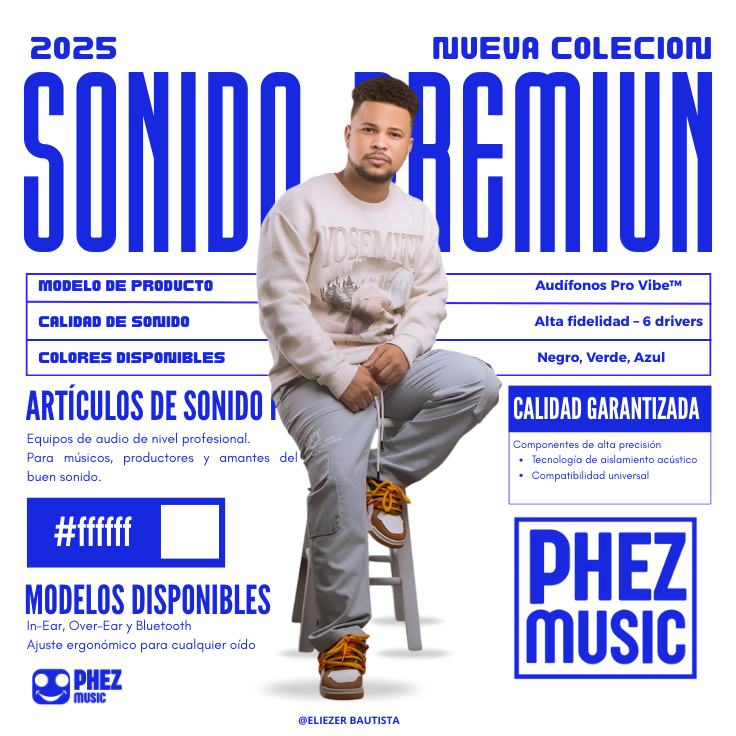 2025
NUEVA COLECION
SONIDO PREMIUN
MODELO DE PRODUCTO
Audífonos Pro Vibe™
CALIDAD DE SONIDO
Alta fidelidad – 6 drivers
COLORES DISPONIBLES
Negro, Verde, Azul
ARTÍCULOS DE SONIDO
Equipos de audio de nivel profesional.
Para músicos, productores y amantes del
buen sonido.
CALIDAD GARANTIZADA
Componentes de alta precisión
• Tecnología de aislamiento acústico
• Compatibilidad universal
YOSEMITE
#ffffff
PHEZ
MUSIC
MODELOS DISPONIBLES
In-Ear, Over-Ear y Bluetooth
Ajuste ergonómico para cualquier oído
PHEZ
MUSIC
@ELIEZER BAUTISTA